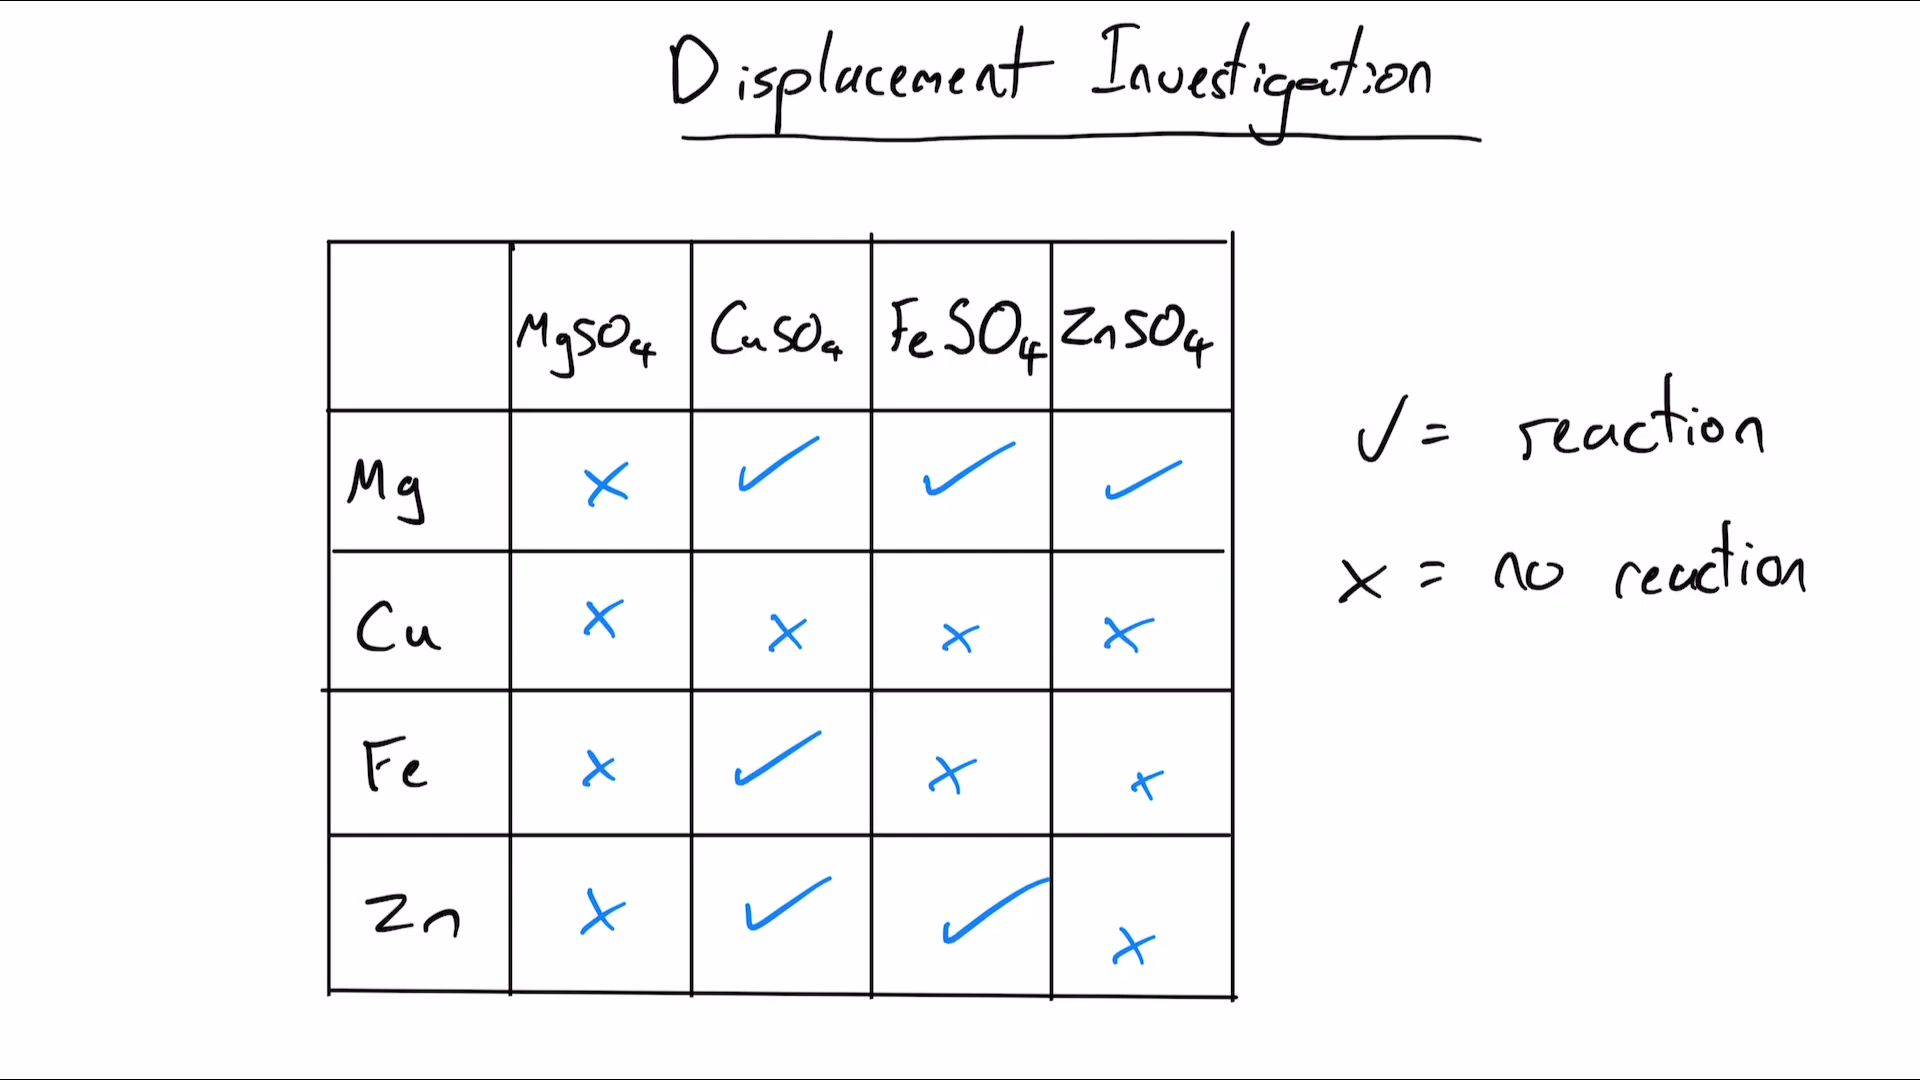 Displacement Investigation
MgSO₄ CuSO₄ FeSO₄ ZnSO₄
Mg x ✓ ✓ ✓
Cu x x x x
Fe x ✓ x x
Zn x ✓ ✓ x
✓ = reaction
x = no reaction